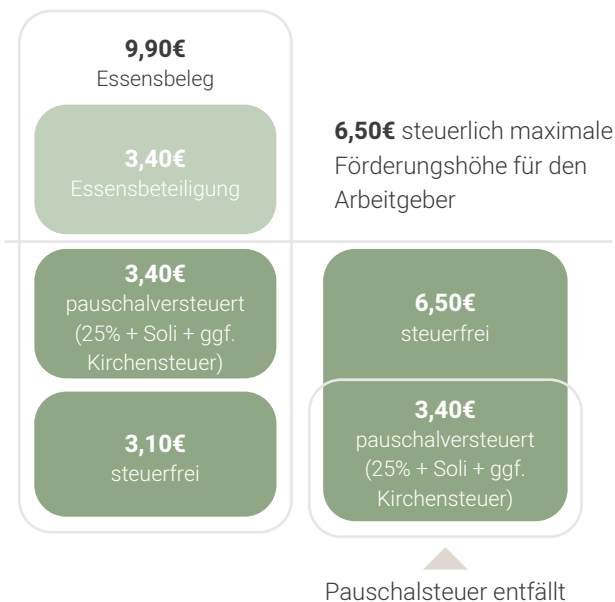 9,90€
Essensbeleg
3,40€
Essensbeteiligung
6,50€ steuerlich maximale
Förderungshöhe für den
Arbeitgeber
3,40€
pauschalversteuert
(25% + Soli + ggf.
Kirchensteuer)
3,10€
steuerfrei
6,50€
steuerfrei
3,40€
pauschalversteuert
(25% + Soli + ggf.
Kirchensteuer)
Pauschalsteuer entfällt